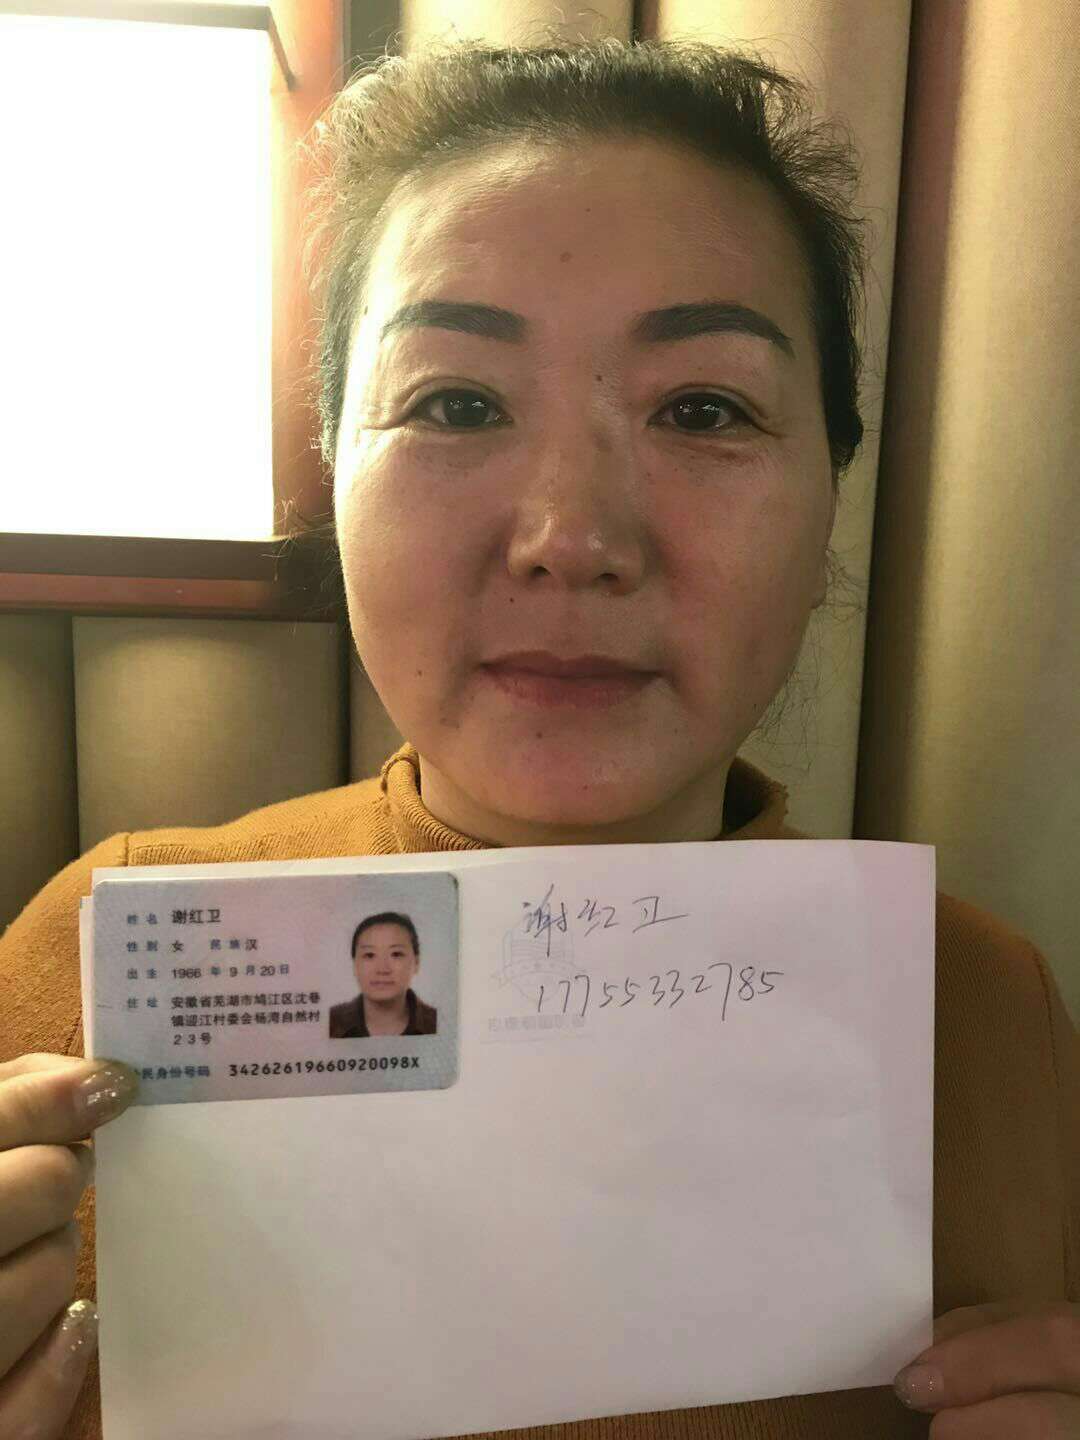 姓名 谢红卫
性别 女 民族 汉
出生 1966 年 9 月 20 日
住址 安徽省芜湖市鸠江区沈巷
镇迎江村委会杨湾自然村
23号
公民身份号码 34262619660920098X
谢红卫
17755332785